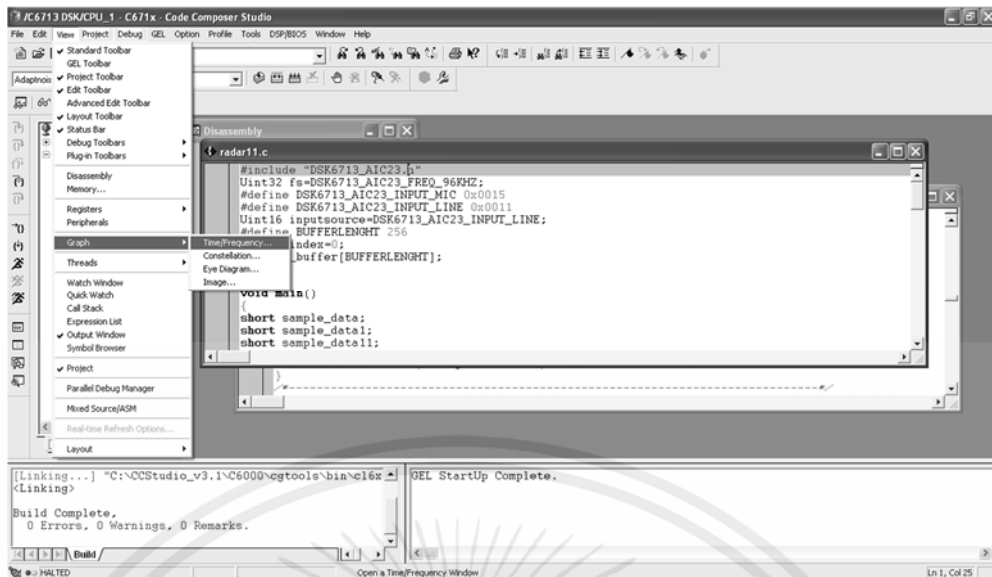 /C6713 DSK/CPU_1 - C671x - Code Composer Studio
File Edit View Project Debug GEL Option Profile Tools DSP/BIOS Window Help
Adaptnois
Standard Toolbar
GEL Toolbar
Project Toolbar
Edit Toolbar
Advanced Edit Toolbar
Layout Toolbar
Status Bar
Debug Toolbars
Plug-in Toolbars
Disassembly
Memory...
Registers
Peripherals
Graph
Threads
Watch Window
Quick Watch
Call Stack
Expression List
Output Window
Symbol Browser
Project
Parallel Debug Manager
Mixed Source/ASM
Real-time Refresh Options...
Layout
Time/Frequency...
Constellation...
Eye Diagram...
Image...
Disassembly
radar11.c
#include "DSK6713_AIC23.h"
Uint32 fs=DSK6713_AIC23_FREQ_96KHZ;
#define DSK6713_AIC23_INPUT_MIC 0x0015
#define DSK6713_AIC23_INPUT_LINE 0x0011
Uint16 inputsource=DSK6713_AIC23_INPUT_LINE;
#define BUFFERLENGHT 256
index=0;
_buffer[BUFFERLENGHT];
void main()
{
short sample_data;
short sample_data1;
short sample_data11;
}
/*------------------------------------------------------------------------*/
[Linking...] "C:\CCStudio_v3.1\C6000\cgtools\bin\cl6x
<Linking>
Build Complete,
0 Errors, 0 Warnings, 0 Remarks.
Build
GEL StartUp Complete.
HALTED
Open a Time/Frequency Window
Ln 1, Col 25